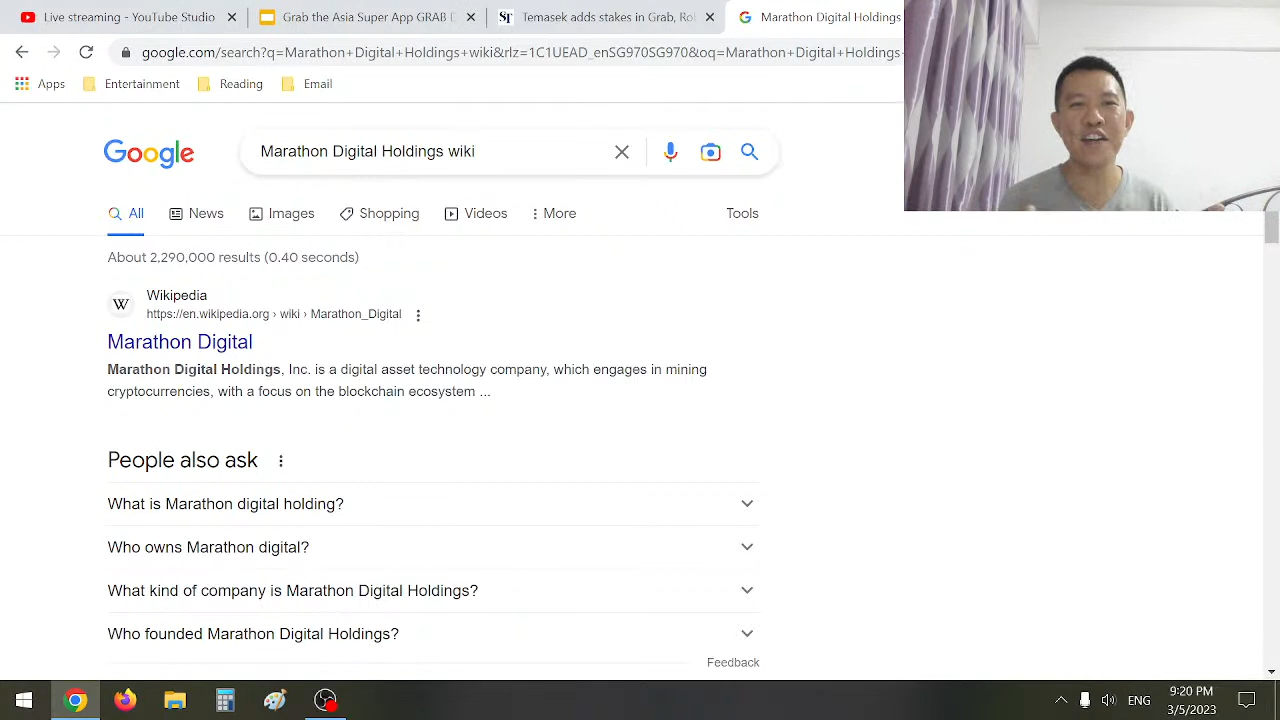 Live streaming - YouTube Studio
Grab the Asia Super App GRAB I
Temasek adds stakes in Grab, Ro
Marathon Digital Holdings
google.com/search?q=Marathon+Digital+Holdings+wiki&rlz=1C1UEAD_enSG970SG970&oq=Marathon+Digital+Holdings+
Apps
Entertainment
Reading
Email
Google
Marathon Digital Holdings wiki
All
News
Images
Shopping
Videos
More
Tools
About 2,290,000 results (0.40 seconds)
W
Wikipedia
https://en.wikipedia.org › wiki › Marathon_Digital
Marathon Digital
Marathon Digital Holdings, Inc. is a digital asset technology company, which engages in mining
cryptocurrencies, with a focus on the blockchain ecosystem ...
People also ask
What is Marathon digital holding?
Who owns Marathon digital?
What kind of company is Marathon Digital Holdings?
Who founded Marathon Digital Holdings?
Feedback
ENG
9:20 PM
3/5/2023